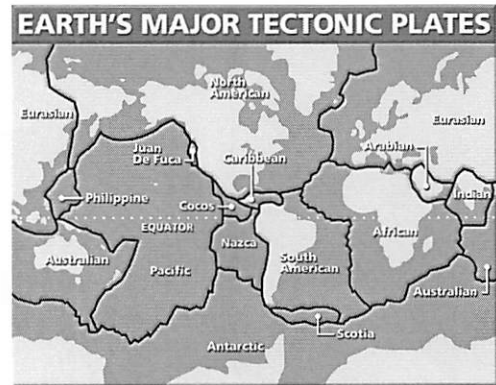 EARTH'S MAJOR TECTONIC PLATES
North
American
Eurasian
Eurasian
Juan
De Fuca
Caribbean
Arabian
Philippine
Cocos
Indian
EQUATOR
Nazca
African
Australian
Pacific
South
American
Australian
Scotia
Antarctic